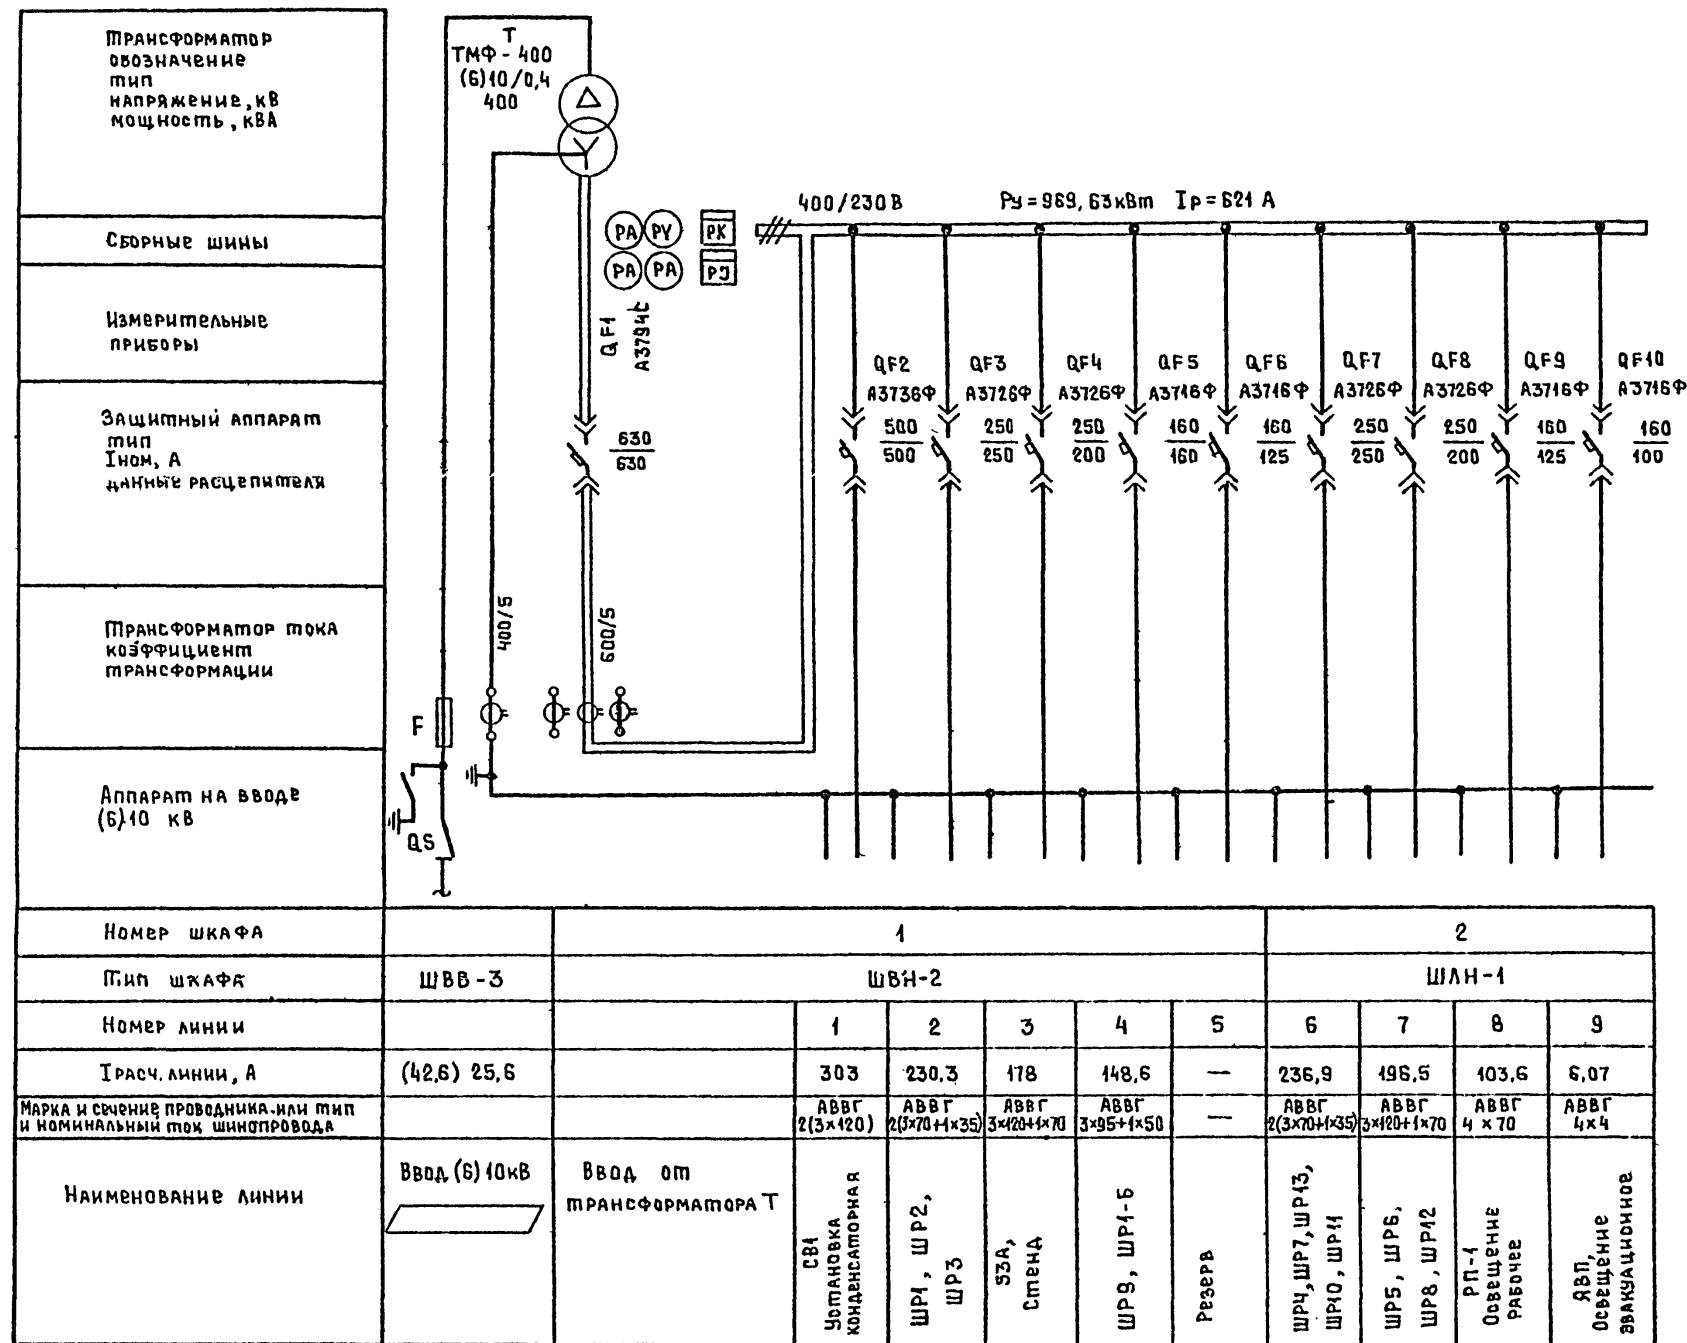 Трансформатор
обозначение
тип
напряжение, кВ
мощность, кВА
Сборные шины
Измерительные
приборы
Защитный аппарат
тип
Iном, А
данные расцепителя
Трансформатор тока
коэффициент
трансформации
Аппарат на вводе
(6)10 кВ
Т
ТМФ - 400
(6)10/0,4
400
PA PV PK
PA PA PJ
400/230В Ру=969,63кВт Iр=621 А
QF1
А3794С
630
630
QF2 QF3 QF4 QF5 QF6 QF7 QF8 QF9 QF10
А3736Ф А3726Ф А3726Ф А3716Ф А3716Ф А3726Ф А3726Ф А3716Ф А3716Ф
500 250 250 160 160 250 250 160 160
500 250 200 160 125 250 200 125 100
400/5
600/5
F
QS
Номер шкафа 1 2
Тип шкафа ШВВ-3 ШВН-2 ШЛН-1
Номер линии 1 2 3 4 5 6 7 8 9
Iрасч. линии, А (42,6) 25,6 303 230,3 178 148,6 — 236,9 196,5 103,6 6,07
Марка и сечение проводника или тип
и номинальный ток шинопровода
АВВГ АВВГ АВВГ АВВГ — АВВГ АВВГ АВВГ АВВГ
2(3×120) 2(3×70+1×35) 3×120+1×70 3×95+1×50 2(3×70+1×35) 3×120+1×70 4×70 4×4
Наименование линии
Ввод (6)10кВ
Ввод от
трансформатора Т
СВ1
Установка
конденсаторная
ШР1, ШР2,
ШР3
ЯЗА,
Стенд
ШР9, ШР1-Б
Резерв
ШР4, ШР7, ШР13,
ШР10, ШР11
ШР5, ШР6,
ШР8, ШР12
РП-1
Освещение
рабочее
ЯВП,
Освещение
эвакуационное